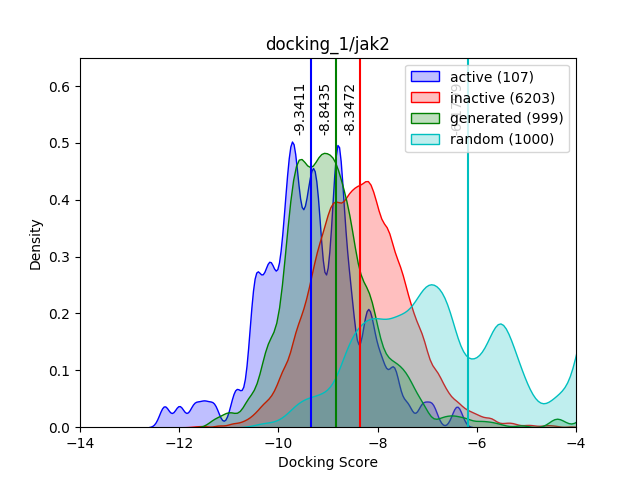 docking_1/jak2
active (107)
inactive (6203)
generated (999)
random (1000)
-9.3411
-8.8435
-8.3472
Density
0.6
0.5
0.4
0.3
0.2
0.1
0.0
−14
−12
−10
−8
−6
−4
Docking Score